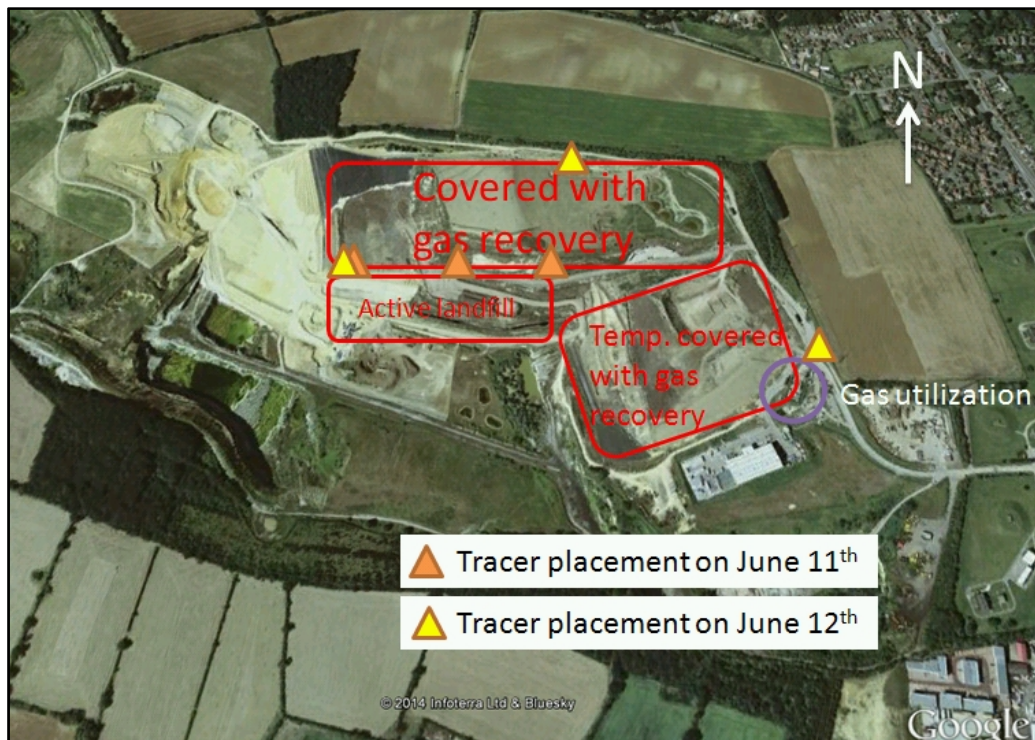 N
Covered with
gas recovery
Active landfill
Temp. covered
with gas
recovery
Gas utilization
Tracer placement on June 11th
Tracer placement on June 12th
© 2014 Infoterra Ltd & Bluesky
Google